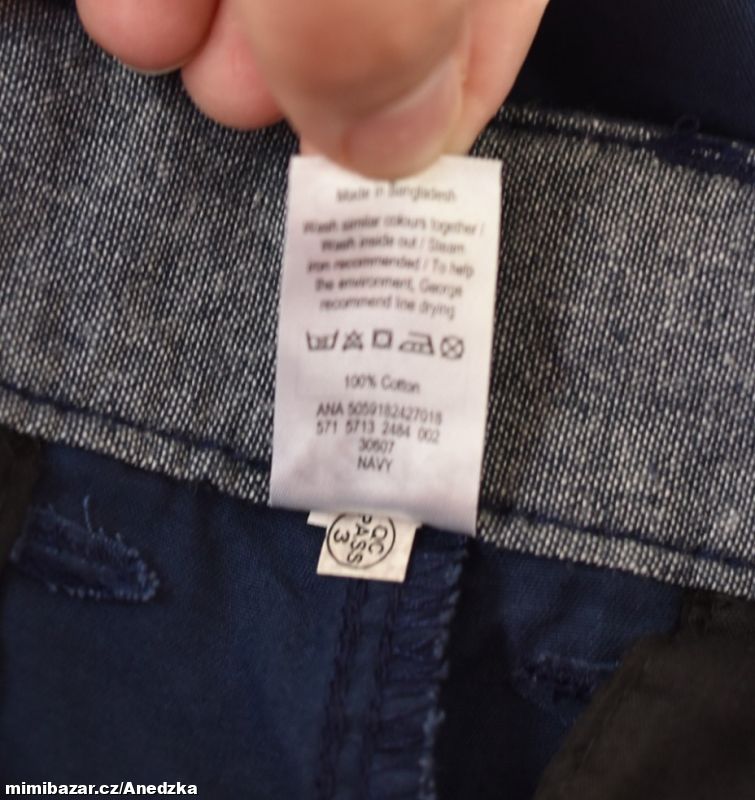 Made in Bangladesh
Wash similar colours together /
Wash inside out / Steam
iron recommended / To help
the environment, George
recommend line drying
100% Cotton
ANA 5059182427018
571 5713 2484 002
30607
NAVY
QC
PASS
3
mimibazar.cz/Anedzka